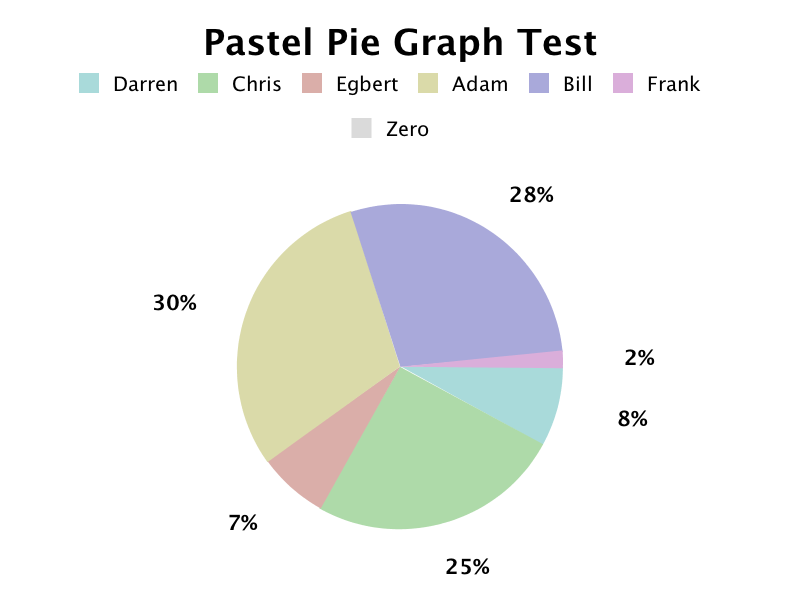 Pastel Pie Graph Test
Darren Chris Egbert Adam Bill Frank
Zero
28%
30%
2%
8%
7%
25%